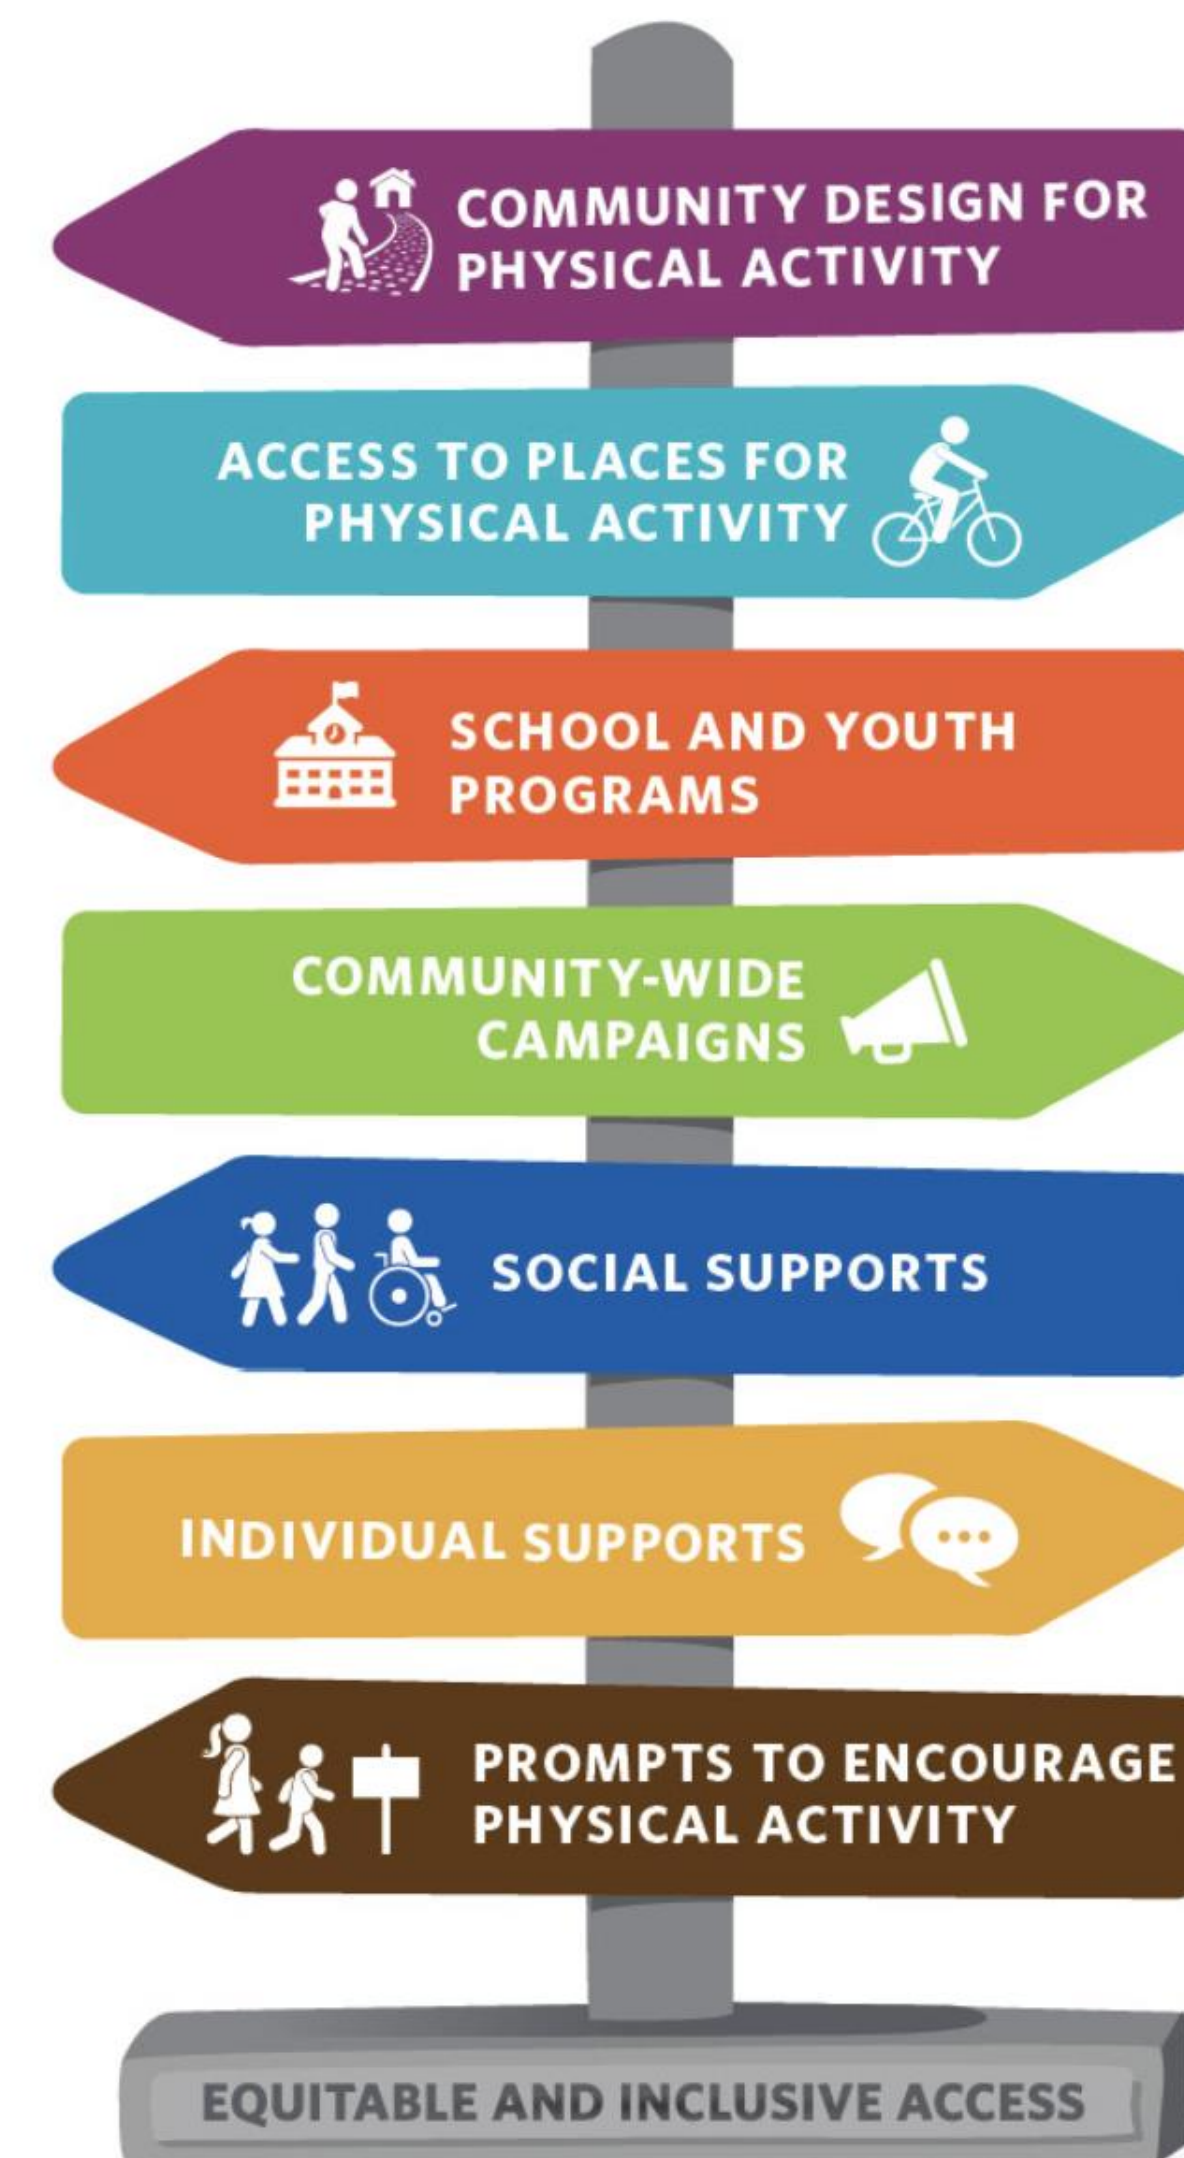 COMMUNITY DESIGN FOR
PHYSICAL ACTIVITY
ACCESS TO PLACES FOR
PHYSICAL ACTIVITY
SCHOOL AND YOUTH
PROGRAMS
COMMUNITY-WIDE
CAMPAIGNS
SOCIAL SUPPORTS
INDIVIDUAL SUPPORTS
PROMPTS TO ENCOURAGE
PHYSICAL ACTIVITY
EQUITABLE AND INCLUSIVE ACCESS